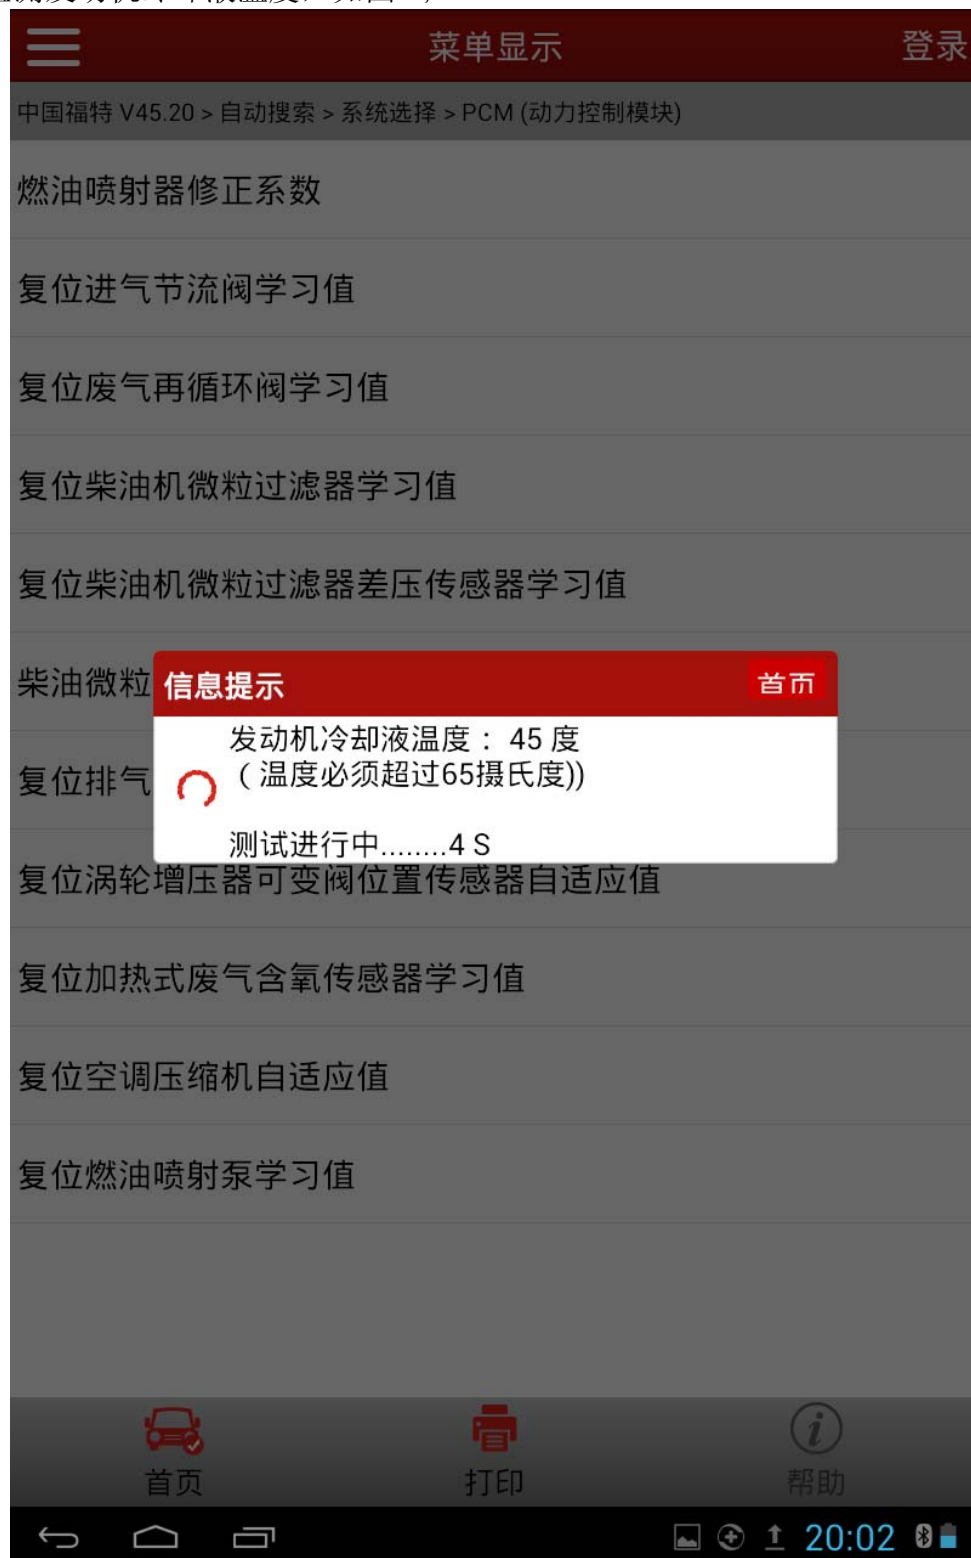 菜单显示
登录
中国福特 V45.20 > 自动搜索 > 系统选择 > PCM (动力控制模块)
燃油喷射器修正系数
复位进气节流阀学习值
复位废气再循环阀学习值
复位柴油机微粒过滤器学习值
复位柴油机微粒过滤器差压传感器学习值
柴油微粒
信息提示
首页
发动机冷却液温度： 45 度
（温度必须超过65摄氏度))
复位排气
测试进行中........4 S
复位涡轮增压器可变阀位置传感器自适应值
复位加热式废气含氧传感器学习值
复位空调压缩机自适应值
复位燃油喷射泵学习值
首页
打印
帮助
20:02